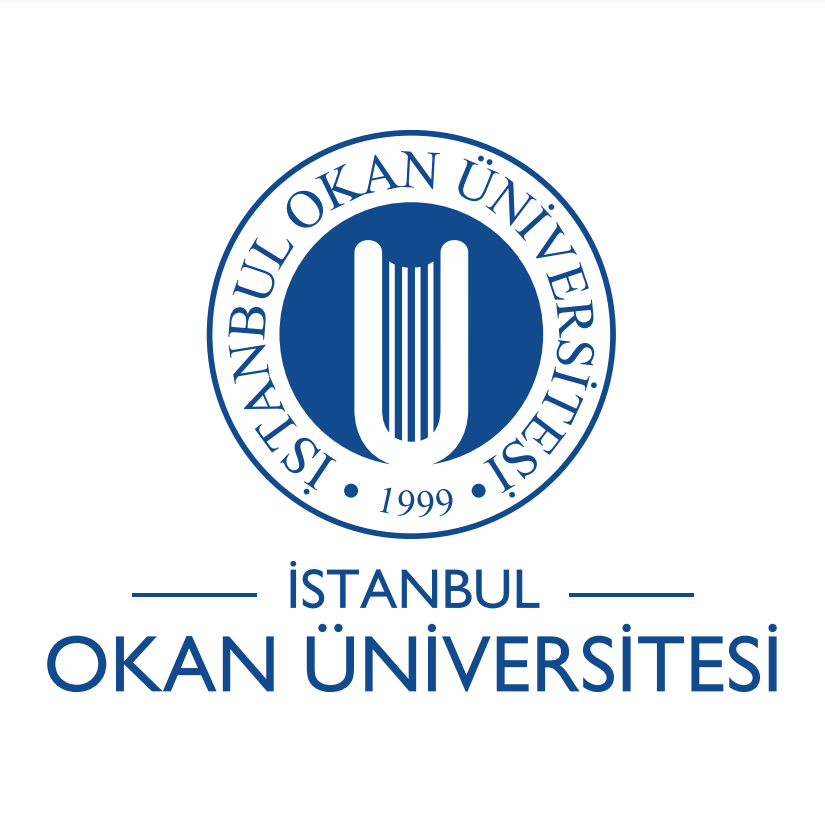 İSTANBUL OKAN ÜNİVERSİTESİ
• 1999 •
İSTANBUL
OKAN ÜNİVERSİTESİ